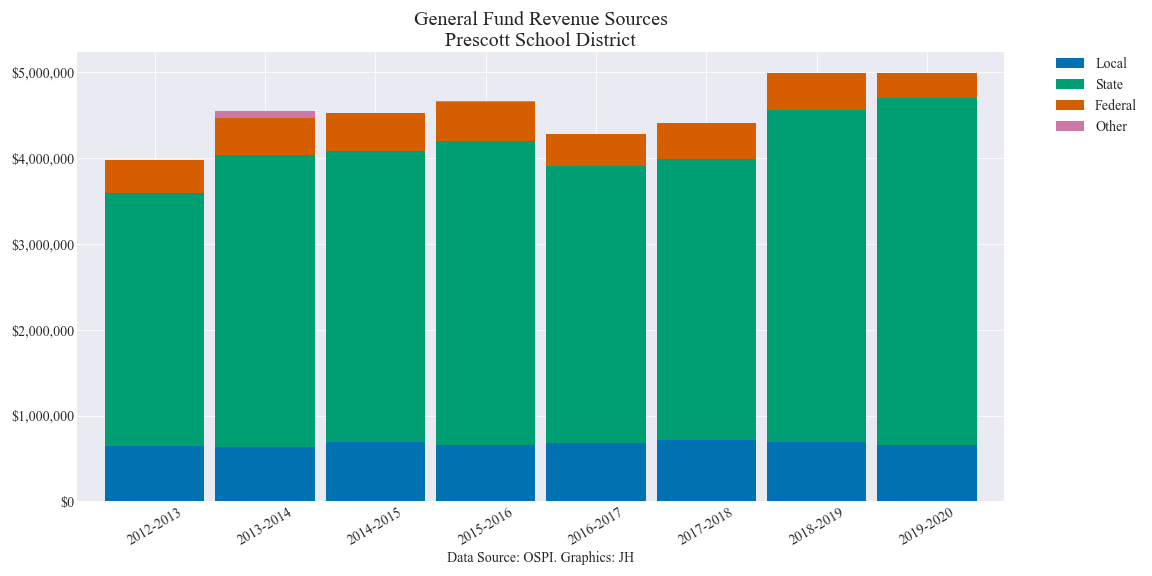 General Fund Revenue Sources
Prescott School District
Local
State
Federal
Other
$5,000,000
$4,000,000
$3,000,000
$2,000,000
$1,000,000
$0
2012-2013
2013-2014
2014-2015
2015-2016
2016-2017
2017-2018
2018-2019
2019-2020
Data Source: OSPI. Graphics: JH